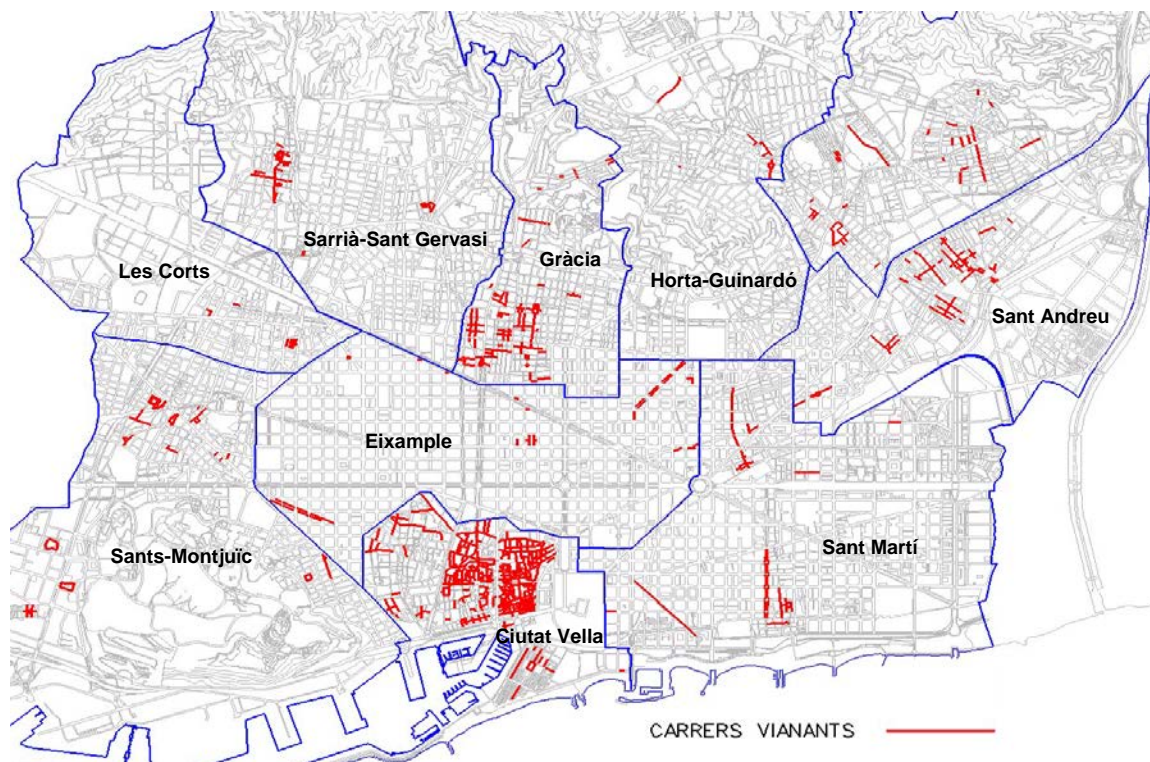 Sarrià-Sant Gervasi
Gràcia
Les Corts
Horta-Guinardó
Sant Andreu
Eixample
Sants-Montjuïc
Sant Martí
Ciutat Vella
CARRERS VIANANTS